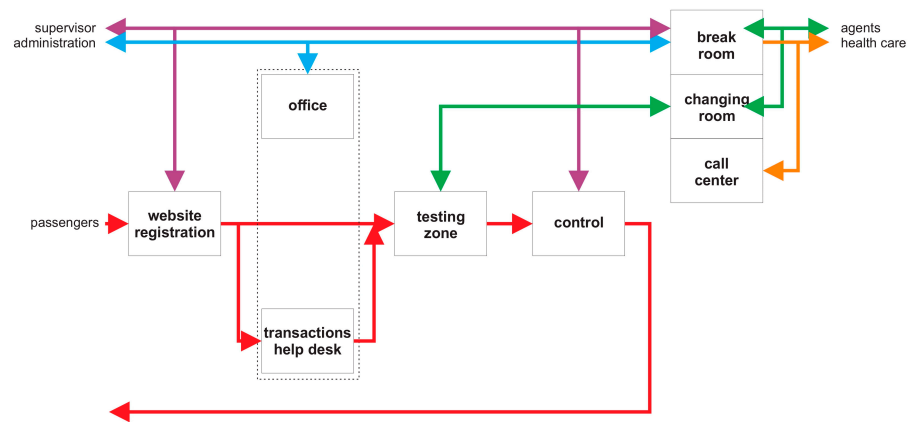 supervisor
administration
break
room
agents
health care
office
changing
room
call
center
passengers
website
registration
testing
zone
control
transactions
help desk